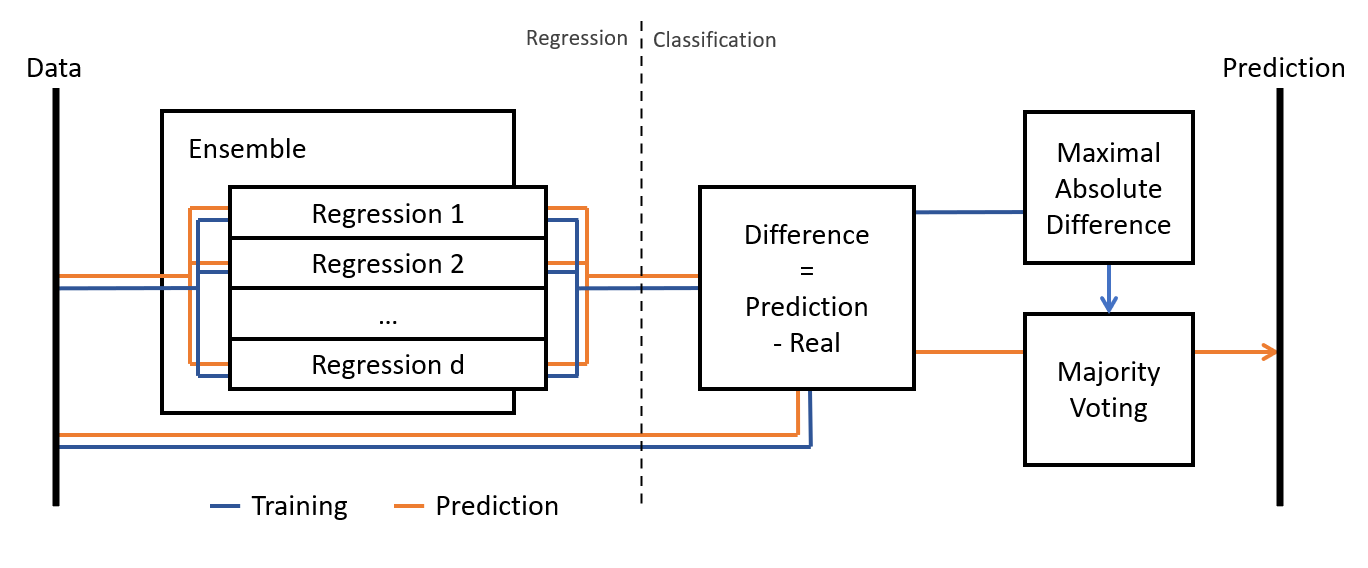 Regression
Classification
Data
Prediction
Ensemble
Regression 1
Regression 2
...
Regression d
Difference
=
Prediction
- Real
Maximal
Absolute
Difference
Majority
Voting
Training
Prediction